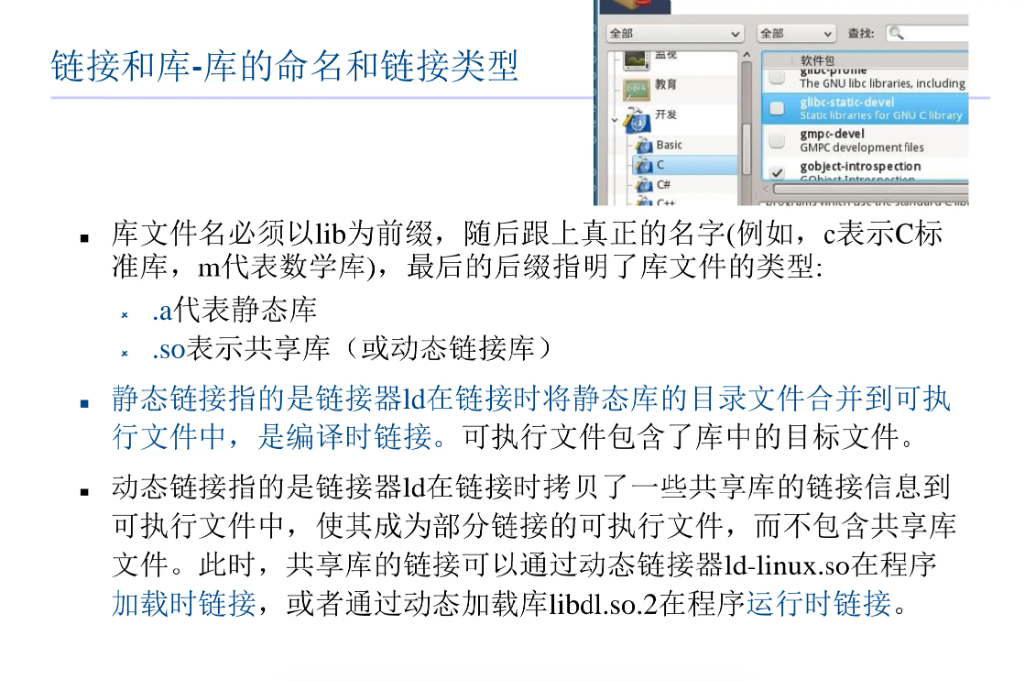 链接和库-库的命名和链接类型
全部
全部
查找:
监视
教育
开发
Basic
C
C#
C++
软件包
glibc-profile
The GNU libc libraries, including
glibc-static-devel
Static libraries for GNU C library
gmpc-devel
GMPC development files
gobject-introspection
GObject Introspection
库文件名必须以lib为前缀，随后跟上真正的名字(例如，c表示C标
准库，m代表数学库)，最后的后缀指明了库文件的类型:
.a代表静态库
.so表示共享库（或动态链接库）
静态链接指的是链接器ld在链接时将静态库的目录文件合并到可执
行文件中，是编译时链接。可执行文件包含了库中的目标文件。
动态链接指的是链接器ld在链接时拷贝了一些共享库的链接信息到
可执行文件中，使其成为部分链接的可执行文件，而不包含共享库
文件。此时，共享库的链接可以通过动态链接器ld-linux.so在程序
加载时链接，或者通过动态加载库libdl.so.2在程序运行时链接。